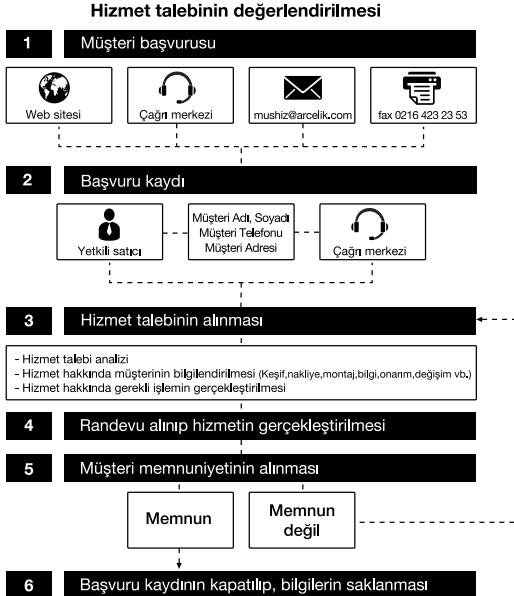 Hizmet talebinin değerlendirilmesi
1 Müşteri başvurusu
Web sitesi
Çağrı merkezi
mushiz@arcelik.com
fax 0216 423 23 53
2 Başvuru kaydı
Yetkili satıcı
Müşteri Adı, Soyadı
Müşteri Telefonu
Müşteri Adresi
Çağrı merkezi
3 Hizmet talebinin alınması
- Hizmet talebi analizi
- Hizmet hakkında müşterinin bilgilendirilmesi (Keşif,nakliye,montaj,bilgi,onarım,değişim vb.)
- Hizmet hakkında gerekli işlemin gerçekleştirilmesi
4 Randevu alınıp hizmetin gerçekleştirilmesi
5 Müşteri memnuniyetinin alınması
Memnun
Memnun
değil
6 Başvuru kaydının kapatılıp, bilgilerin saklanması